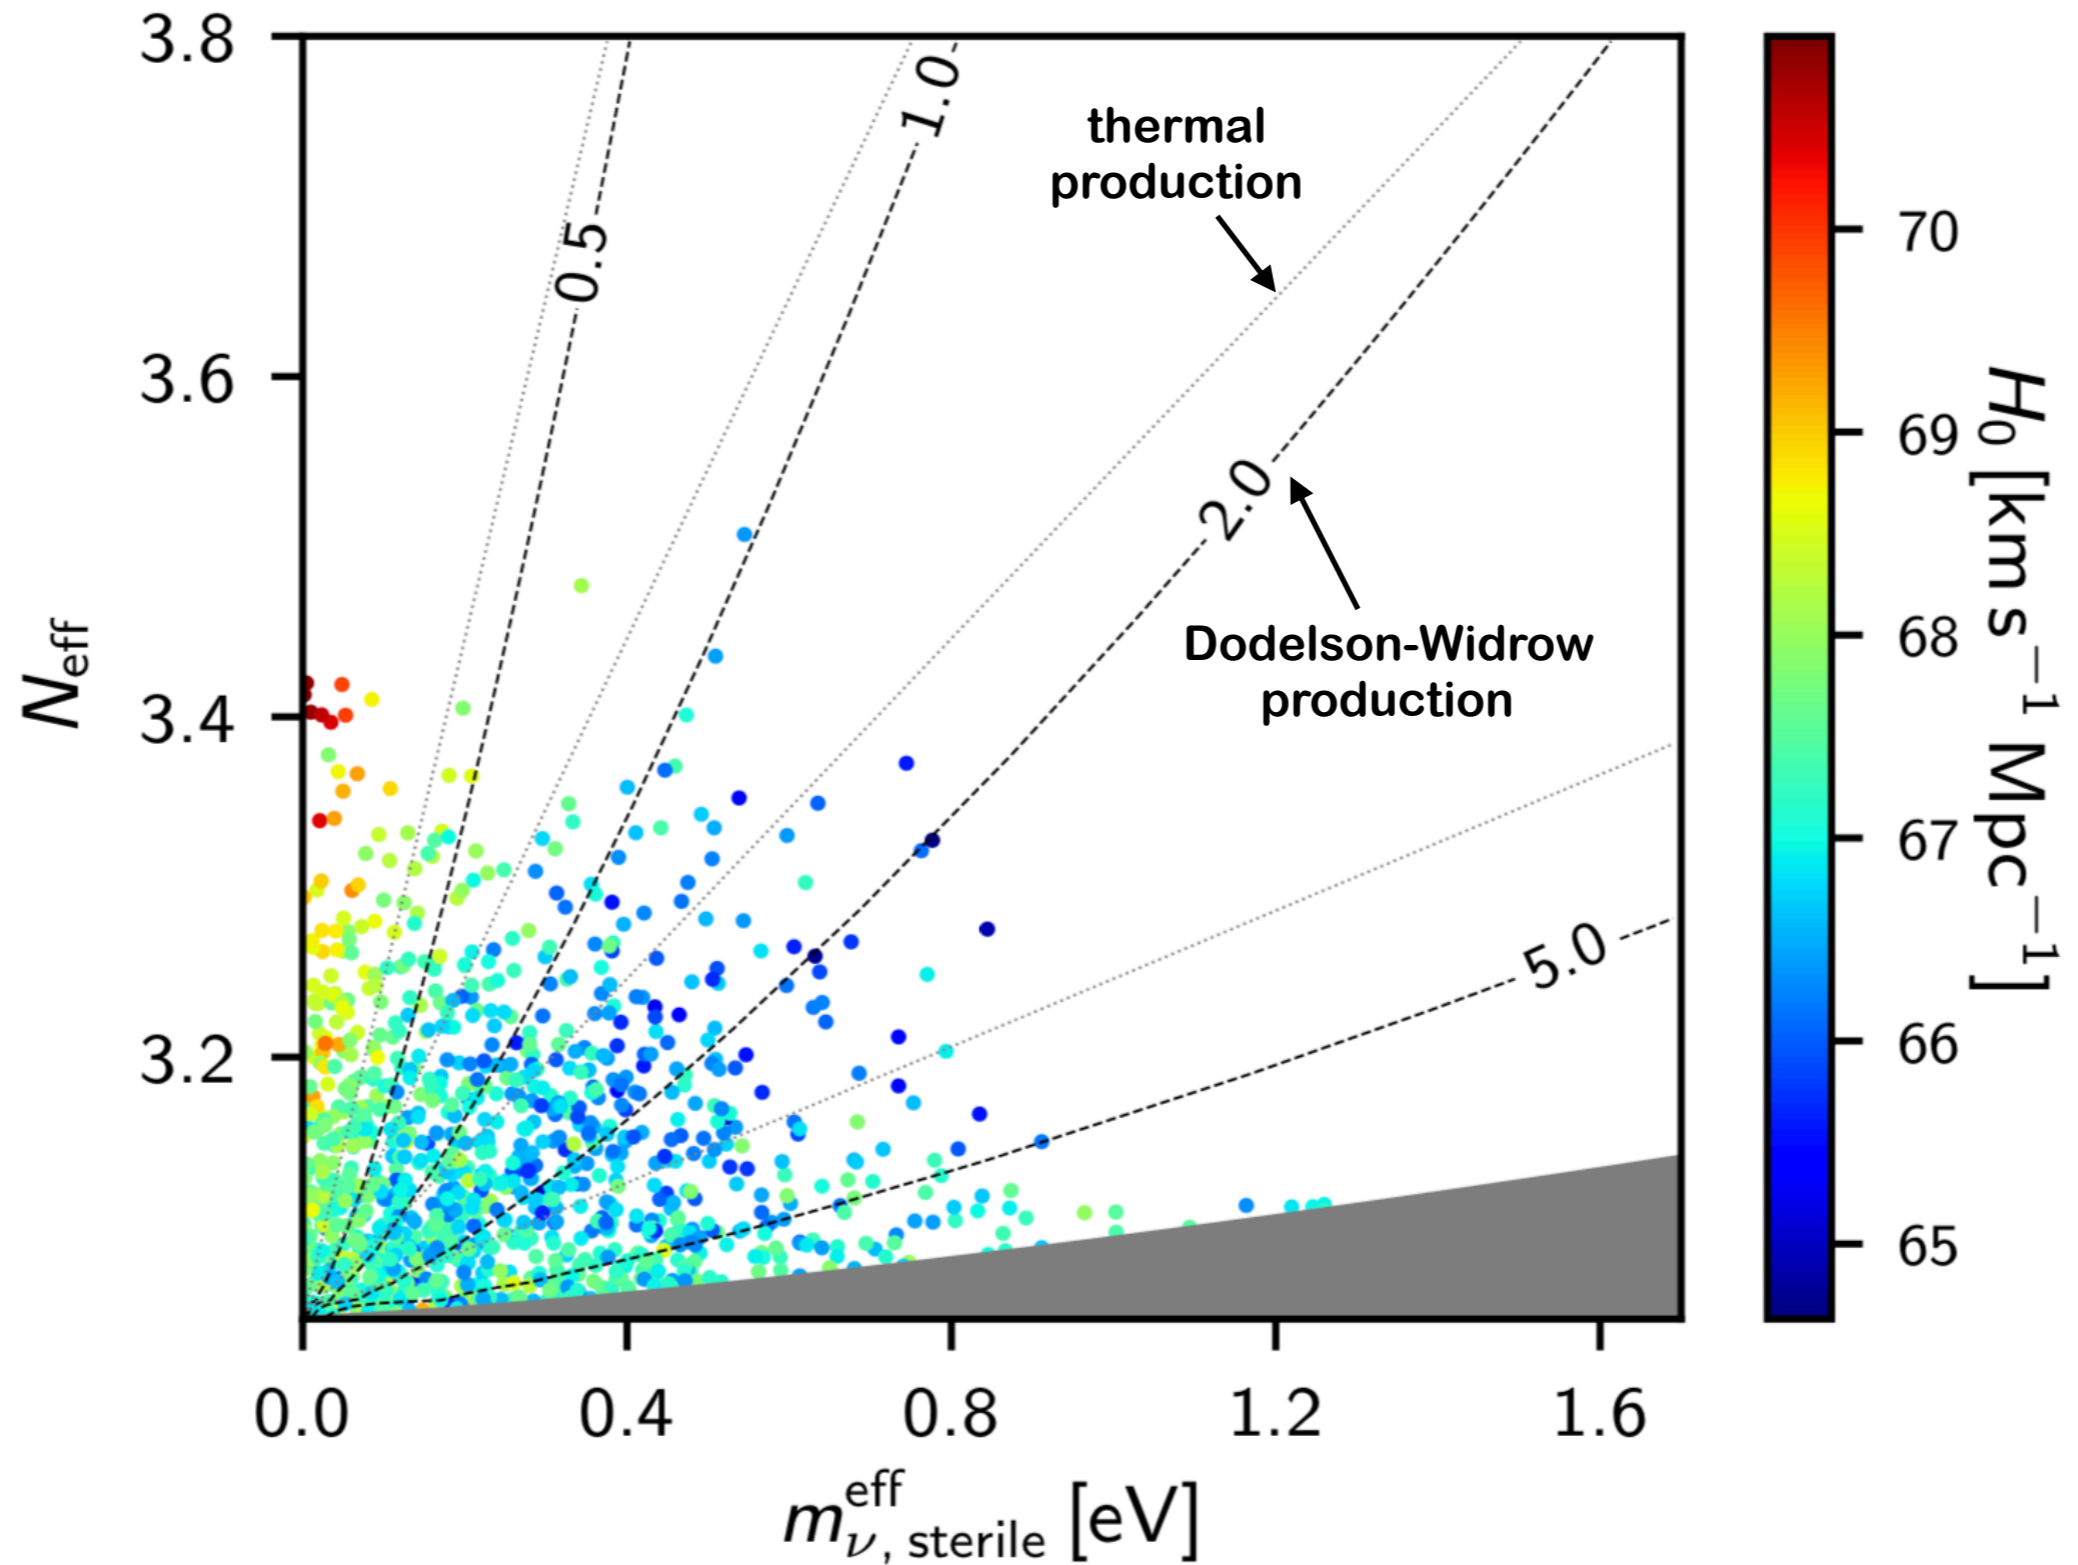 3.8
3.6
3.4
3.2
N_eff
0.5
1.0
thermal
production
2.0
Dodelson-Widrow
production
5.0
0.0 0.4 0.8 1.2 1.6
m^eff_ν, sterile [eV]
70
69
68
67
66
65
H₀ [km s⁻¹ Mpc⁻¹]